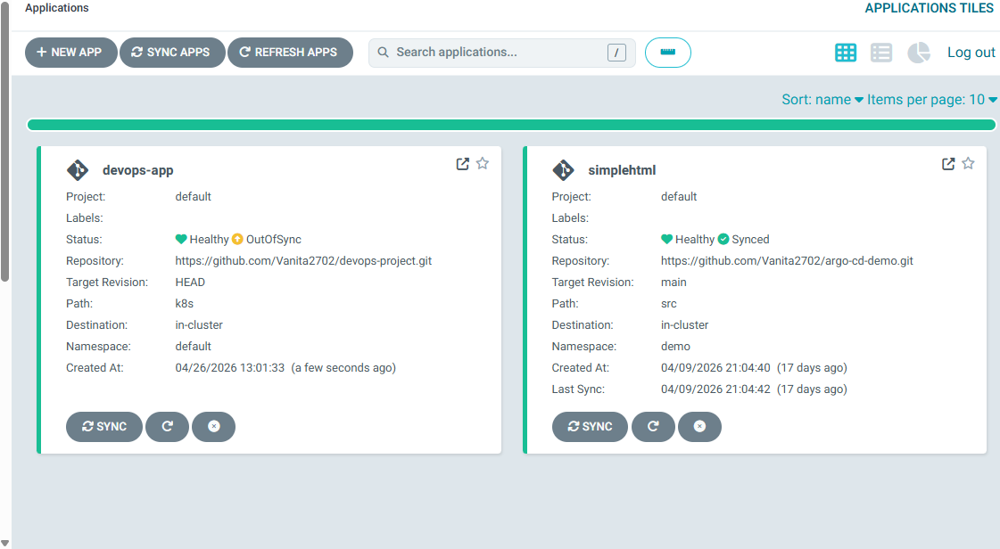 Applications
APPLICATIONS TILES
NEW APP
SYNC APPS
REFRESH APPS
Search applications...
/
Log out
Sort: name
Items per page: 10
devops-app
Project: default
Labels:
Status: Healthy OutOfSync
Repository: https://github.com/Vanita2702/devops-project.git
Target Revision: HEAD
Path: k8s
Destination: in-cluster
Namespace: default
Created At: 04/26/2026 13:01:33 (a few seconds ago)
SYNC
simplehtml
Project: default
Labels:
Status: Healthy Synced
Repository: https://github.com/Vanita2702/argo-cd-demo.git
Target Revision: main
Path: src
Destination: in-cluster
Namespace: demo
Created At: 04/09/2026 21:04:40 (17 days ago)
Last Sync: 04/09/2026 21:04:42 (17 days ago)
SYNC